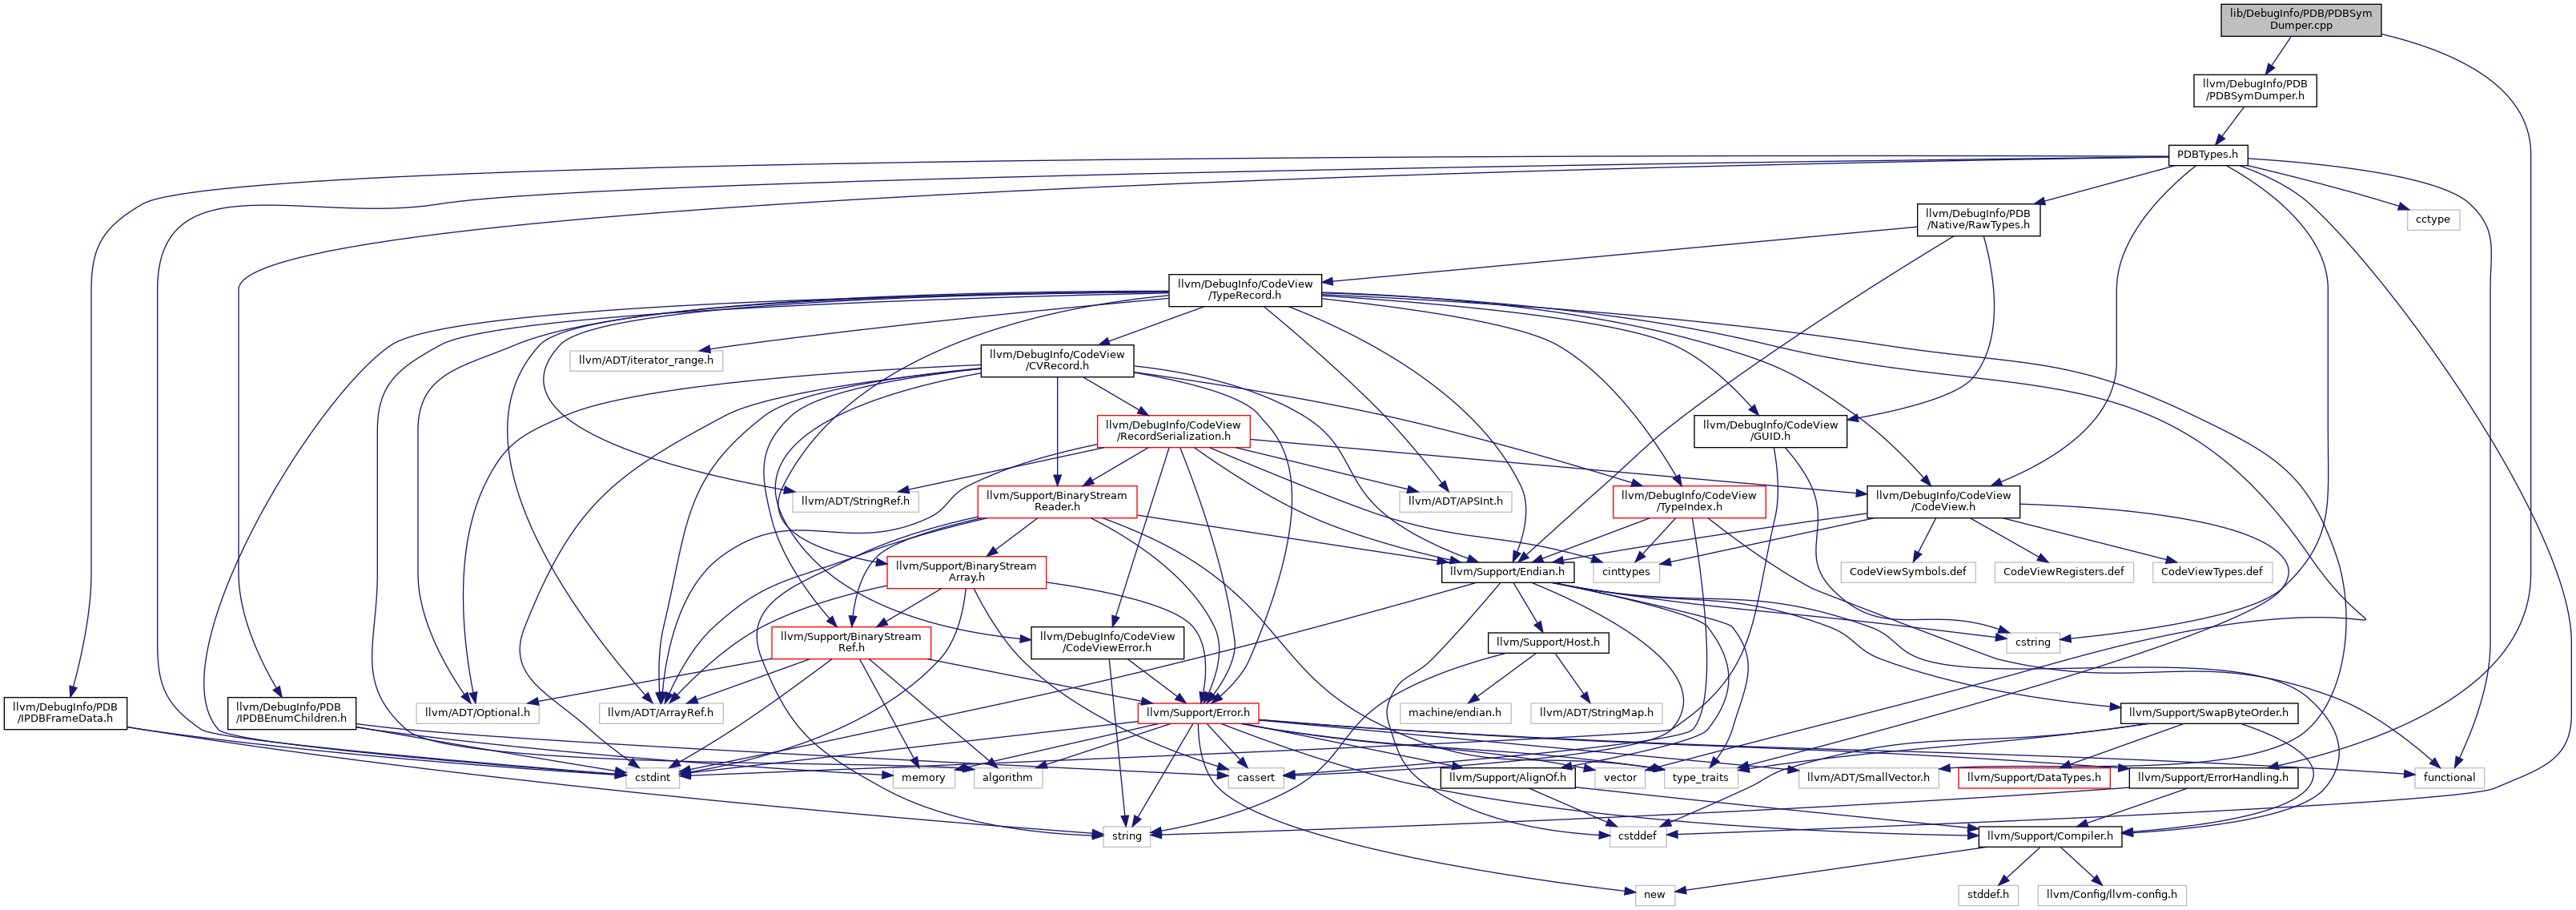 lib/DebugInfo/PDB/PDBSym
Dumper.cpp
llvm/DebugInfo/PDB
/PDBSymDumper.h
PDBTypes.h
llvm/DebugInfo/PDB
/Native/RawTypes.h
cctype
llvm/DebugInfo/CodeView
/TypeRecord.h
llvm/ADT/iterator_range.h
llvm/DebugInfo/CodeView
/CVRecord.h
llvm/DebugInfo/CodeView
/RecordSerialization.h
llvm/DebugInfo/CodeView
/GUID.h
llvm/ADT/StringRef.h
llvm/Support/BinaryStream
Reader.h
llvm/ADT/APSInt.h
llvm/DebugInfo/CodeView
/TypeIndex.h
llvm/DebugInfo/CodeView
/CodeView.h
llvm/Support/BinaryStream
Array.h
llvm/Support/Endian.h
cinttypes
CodeViewSymbols.def
CodeViewRegisters.def
CodeViewTypes.def
llvm/Support/BinaryStream
Ref.h
llvm/DebugInfo/CodeView
/CodeViewError.h
llvm/Support/Host.h
cstring
llvm/DebugInfo/PDB
/IPDBFrameData.h
llvm/DebugInfo/PDB
/IPDBEnumChildren.h
llvm/ADT/Optional.h
llvm/ADT/ArrayRef.h
llvm/Support/Error.h
machine/endian.h
llvm/ADT/StringMap.h
llvm/Support/SwapByteOrder.h
cstdint
memory
algorithm
cassert
llvm/Support/AlignOf.h
vector
type_traits
llvm/ADT/SmallVector.h
llvm/Support/DataTypes.h
llvm/Support/ErrorHandling.h
functional
string
cstddef
llvm/Support/Compiler.h
new
stddef.h
llvm/Config/llvm-config.h